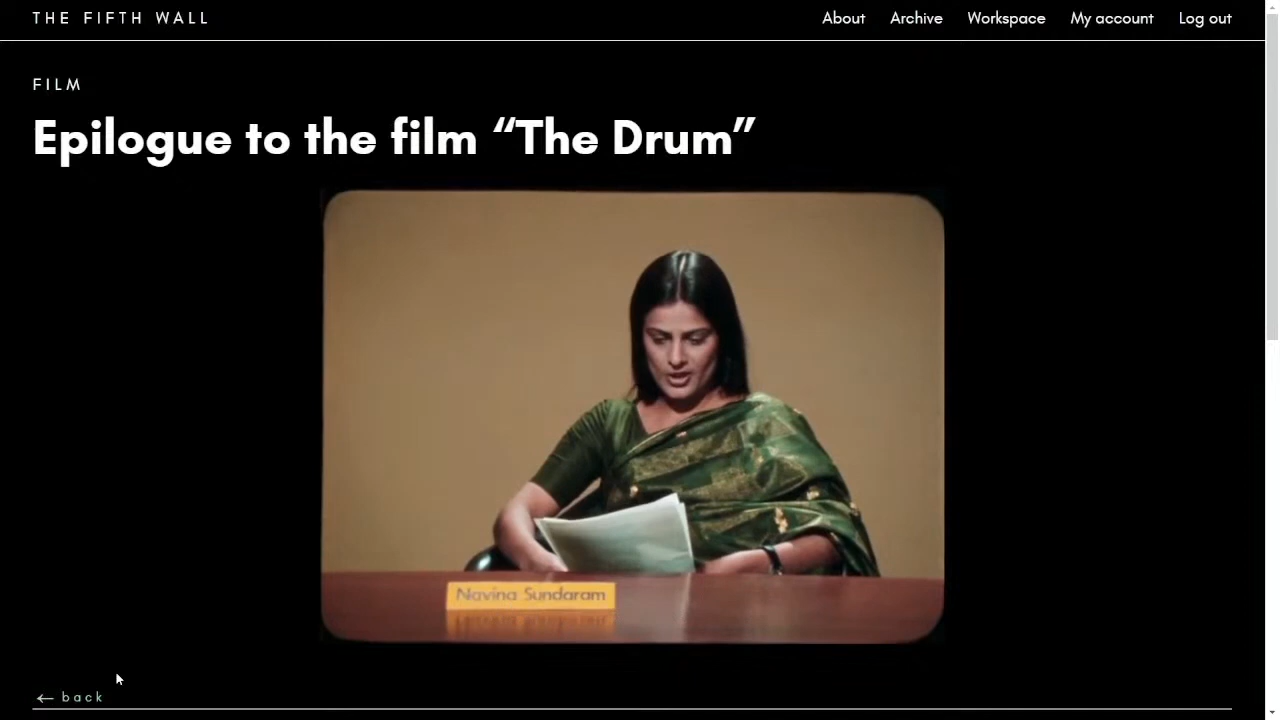 THE FIFTH WALL
About Archive Workspace My account Log out
FILM
Epilogue to the film “The Drum”
Navina Sundaram
← back